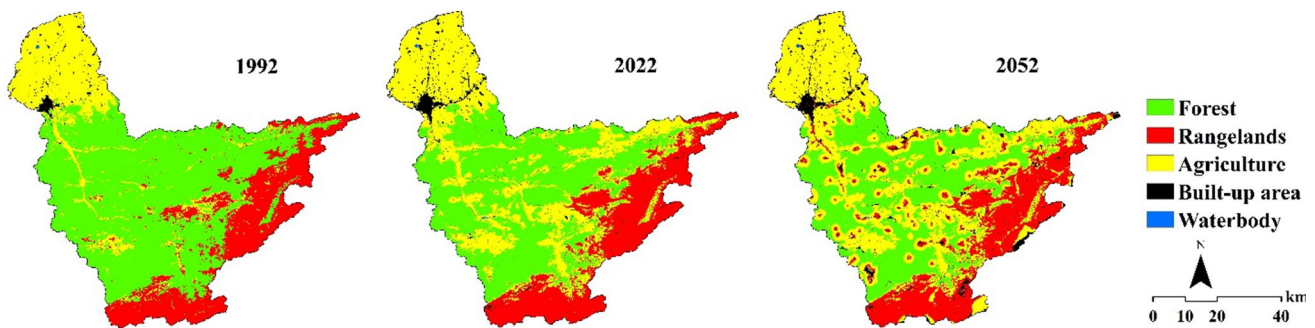 1992
2022
2052
Forest
Rangelands
Agriculture
Built-up area
Waterbody
N
km
0 10 20 40